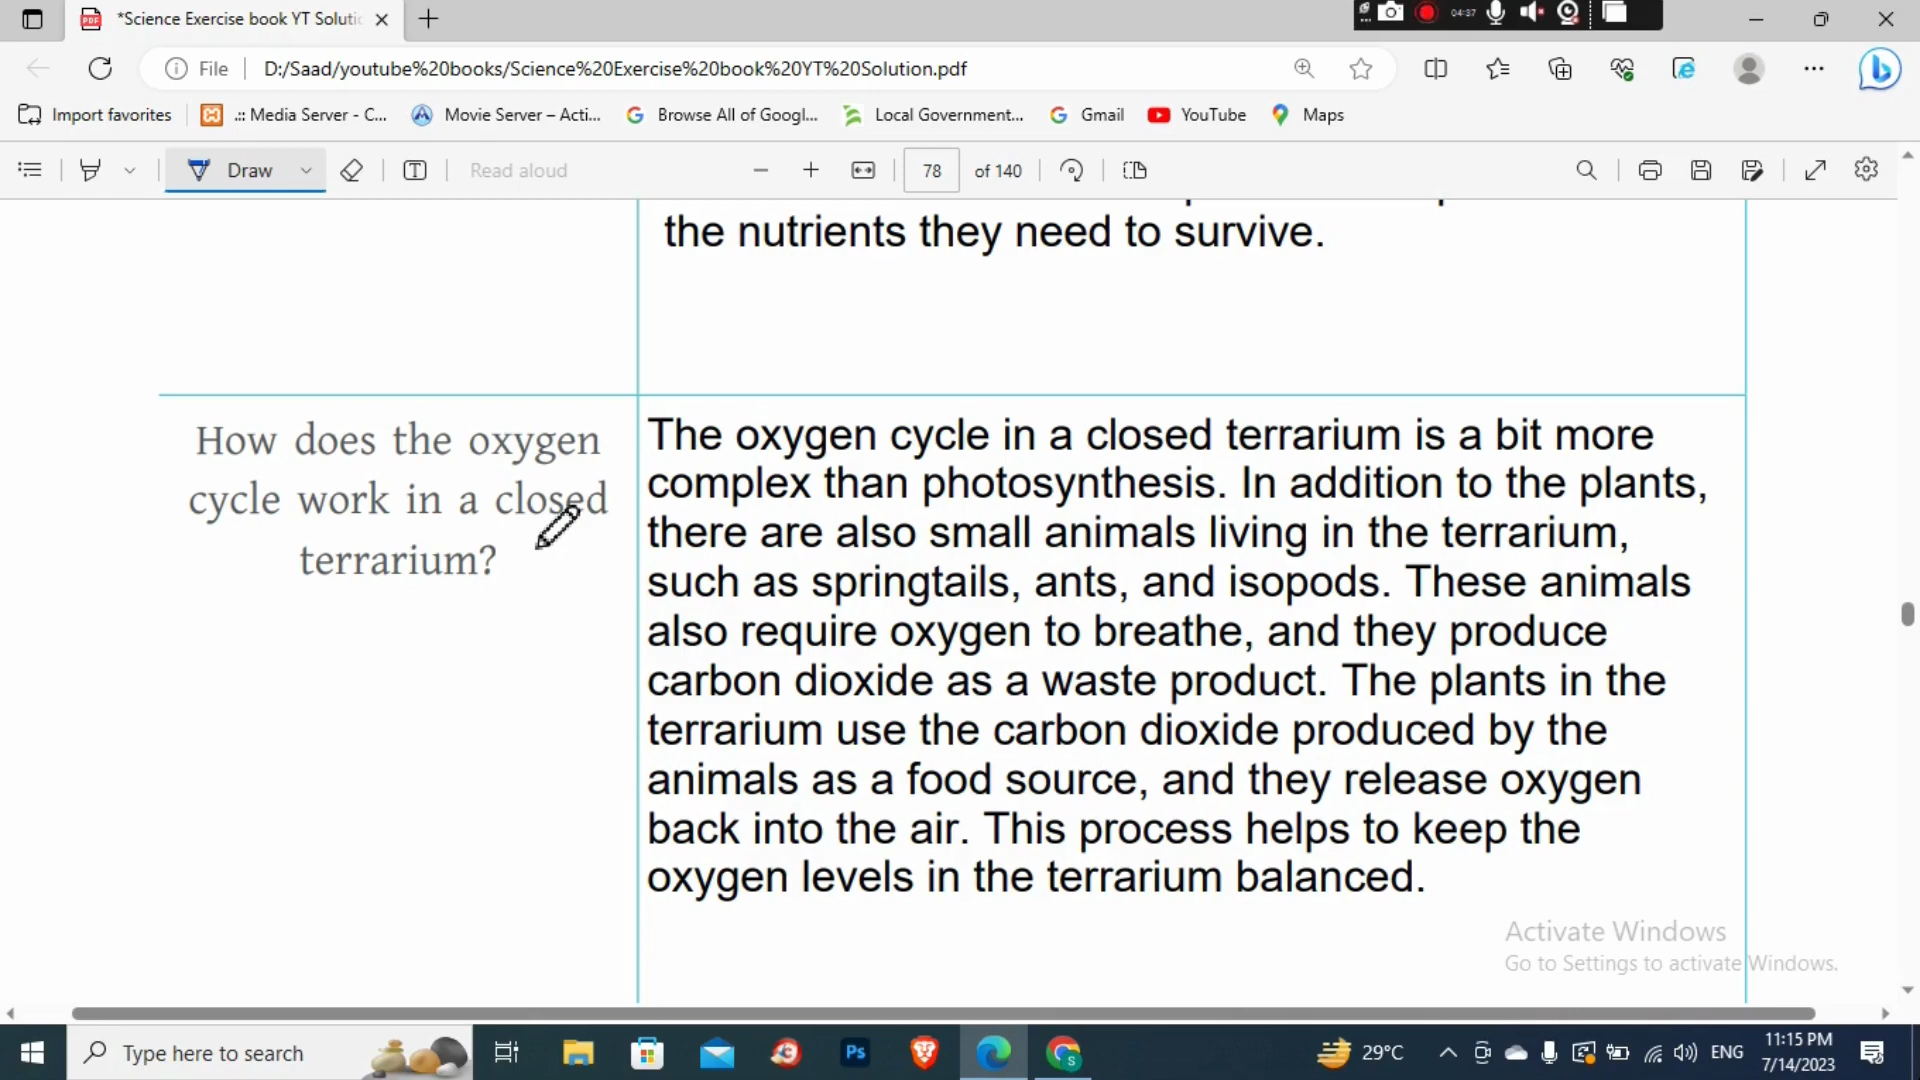 *Science Exercise book YT Soluti
04:37
File
D:/Saad/youtube%20books/Science%20Exercise%20book%20YT%20Solution.pdf
Import favorites
.:: Media Server - C...
Movie Server – Acti...
Browse All of Googl...
Local Government...
Gmail
YouTube
Maps
Draw
Read aloud
78
of 140
the nutrients they need to survive.
How does the oxygen
cycle work in a closed
terrarium?
The oxygen cycle in a closed terrarium is a bit more
complex than photosynthesis. In addition to the plants,
there are also small animals living in the terrarium,
such as springtails, ants, and isopods. These animals
also require oxygen to breathe, and they produce
carbon dioxide as a waste product. The plants in the
terrarium use the carbon dioxide produced by the
animals as a food source, and they release oxygen
back into the air. This process helps to keep the
oxygen levels in the terrarium balanced.
Activate Windows
Go to Settings to activate Windows.
Type here to search
Ps
S
29°C
ENG
11:15 PM
7/14/2023